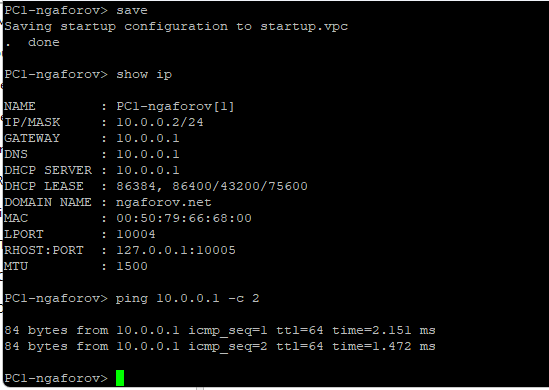 PC1-ngaforov> save
Saving startup configuration to startup.vpc
.  done
PC1-ngaforov> show ip
NAME        : PC1-ngaforov[1]
IP/MASK     : 10.0.0.2/24
GATEWAY     : 10.0.0.1
DNS         : 10.0.0.1
DHCP SERVER : 10.0.0.1
DHCP LEASE  : 86384, 86400/43200/75600
DOMAIN NAME : ngaforov.net
MAC         : 00:50:79:66:68:00
LPORT       : 10004
RHOST:PORT  : 127.0.0.1:10005
MTU         : 1500
PC1-ngaforov> ping 10.0.0.1 -c 2
84 bytes from 10.0.0.1 icmp_seq=1 ttl=64 time=2.151 ms
84 bytes from 10.0.0.1 icmp_seq=2 ttl=64 time=1.472 ms
PC1-ngaforov>